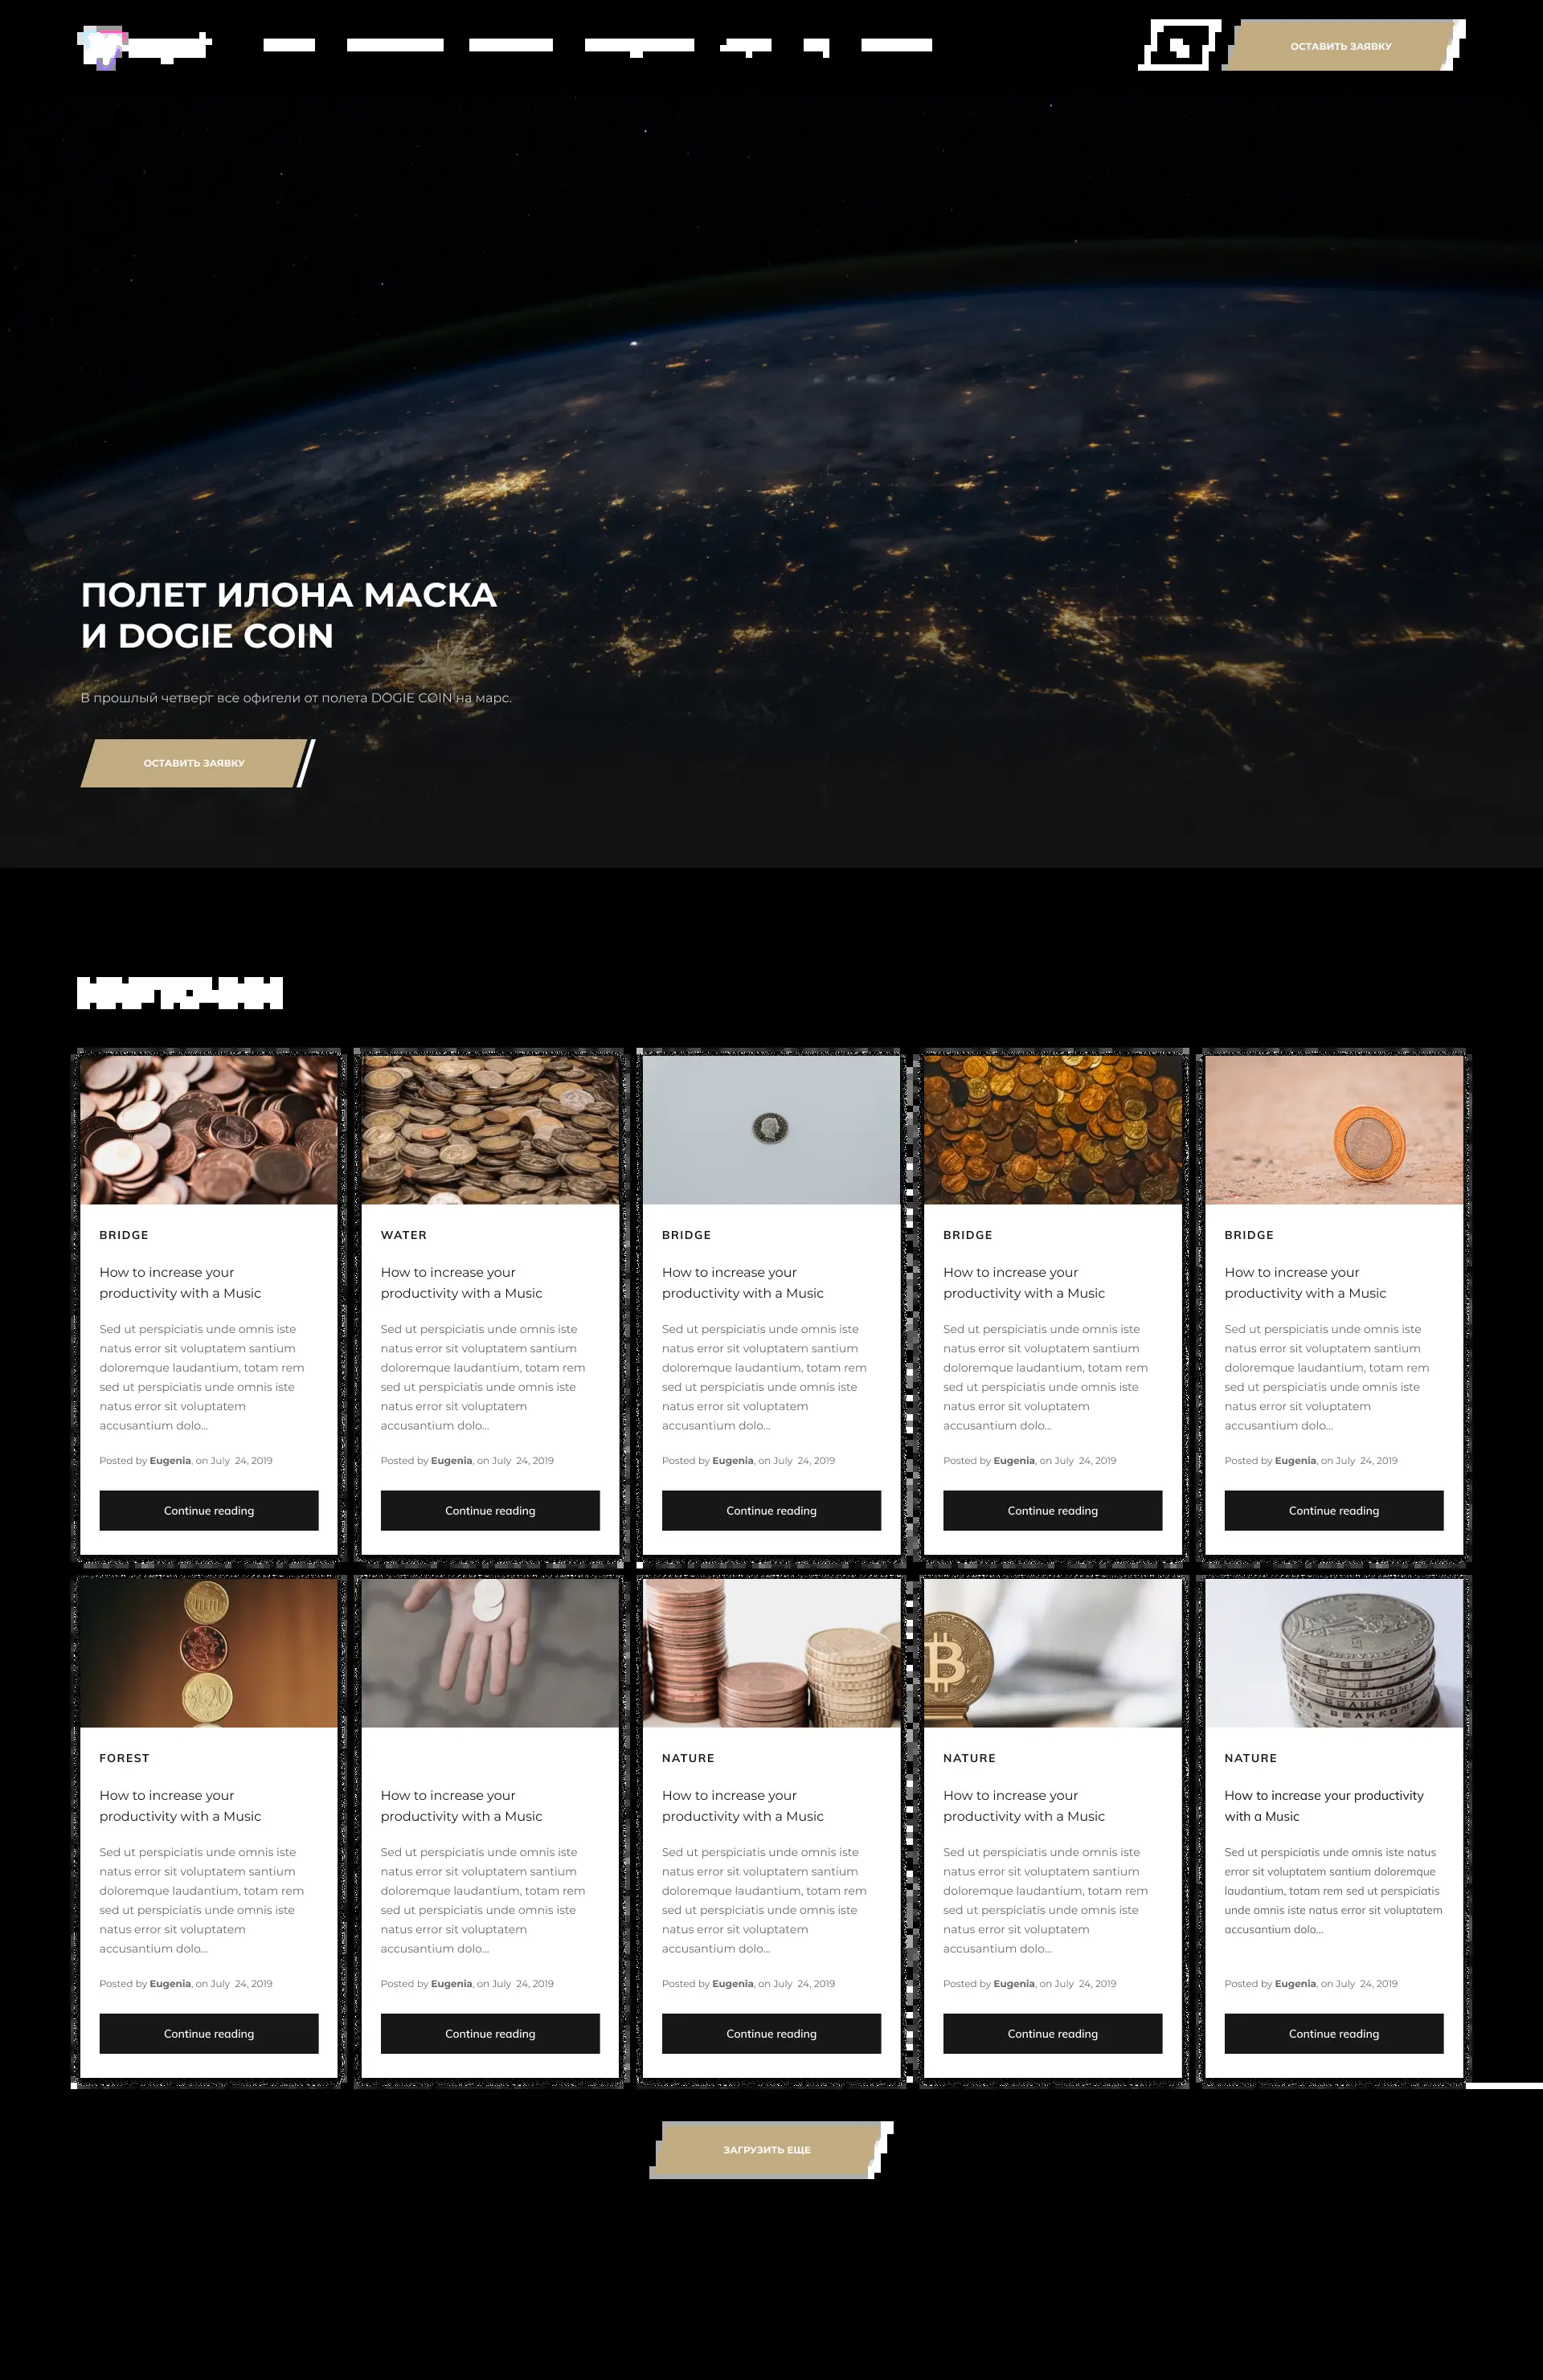 ОСТАВИТЬ ЗАЯВКУ
ПОЛЕТ ИЛОНА МАСКА
И DOGIE COIN
В прошлый четверг все офигели от полета DOGIE COIN на марс.
ОСТАВИТЬ ЗАЯВКУ
BRIDGE
How to increase your
productivity with a Music
Sed ut perspiciatis unde omnis iste
natus error sit voluptatem santium
doloremque laudantium, totam rem
sed ut perspiciatis unde omnis iste
natus error sit voluptatem
accusantium dolo...
Posted by Eugenia, on July 24, 2019
Continue reading
WATER
How to increase your
productivity with a Music
Sed ut perspiciatis unde omnis iste
natus error sit voluptatem santium
doloremque laudantium, totam rem
sed ut perspiciatis unde omnis iste
natus error sit voluptatem
accusantium dolo...
Posted by Eugenia, on July 24, 2019
Continue reading
BRIDGE
How to increase your
productivity with a Music
Sed ut perspiciatis unde omnis iste
natus error sit voluptatem santium
doloremque laudantium, totam rem
sed ut perspiciatis unde omnis iste
natus error sit voluptatem
accusantium dolo...
Posted by Eugenia, on July 24, 2019
Continue reading
BRIDGE
How to increase your
productivity with a Music
Sed ut perspiciatis unde omnis iste
natus error sit voluptatem santium
doloremque laudantium, totam rem
sed ut perspiciatis unde omnis iste
natus error sit voluptatem
accusantium dolo...
Posted by Eugenia, on July 24, 2019
Continue reading
BRIDGE
How to increase your
productivity with a Music
Sed ut perspiciatis unde omnis iste
natus error sit voluptatem santium
doloremque laudantium, totam rem
sed ut perspiciatis unde omnis iste
natus error sit voluptatem
accusantium dolo...
Posted by Eugenia, on July 24, 2019
Continue reading
FOREST
How to increase your
productivity with a Music
Sed ut perspiciatis unde omnis iste
natus error sit voluptatem santium
doloremque laudantium, totam rem
sed ut perspiciatis unde omnis iste
natus error sit voluptatem
accusantium dolo...
Posted by Eugenia, on July 24, 2019
Continue reading
How to increase your
productivity with a Music
Sed ut perspiciatis unde omnis iste
natus error sit voluptatem santium
doloremque laudantium, totam rem
sed ut perspiciatis unde omnis iste
natus error sit voluptatem
accusantium dolo...
Posted by Eugenia, on July 24, 2019
Continue reading
NATURE
How to increase your
productivity with a Music
Sed ut perspiciatis unde omnis iste
natus error sit voluptatem santium
doloremque laudantium, totam rem
sed ut perspiciatis unde omnis iste
natus error sit voluptatem
accusantium dolo...
Posted by Eugenia, on July 24, 2019
Continue reading
NATURE
How to increase your
productivity with a Music
Sed ut perspiciatis unde omnis iste
natus error sit voluptatem santium
doloremque laudantium, totam rem
sed ut perspiciatis unde omnis iste
natus error sit voluptatem
accusantium dolo...
Posted by Eugenia, on July 24, 2019
Continue reading
ВЕЛИКОМУ
ВЕЛИКО
NATURE
How to increase your productivity
with a Music
Sed ut perspiciatis unde omnis iste natus
error sit voluptatem santium doloremque
laudantium, totam rem sed ut perspiciatis
unde omnis iste natus error sit voluptatem
accusantium dolo...
Posted by Eugenia, on July 24, 2019
Continue reading
ЗАГРУЗИТЬ ЕЩЕ